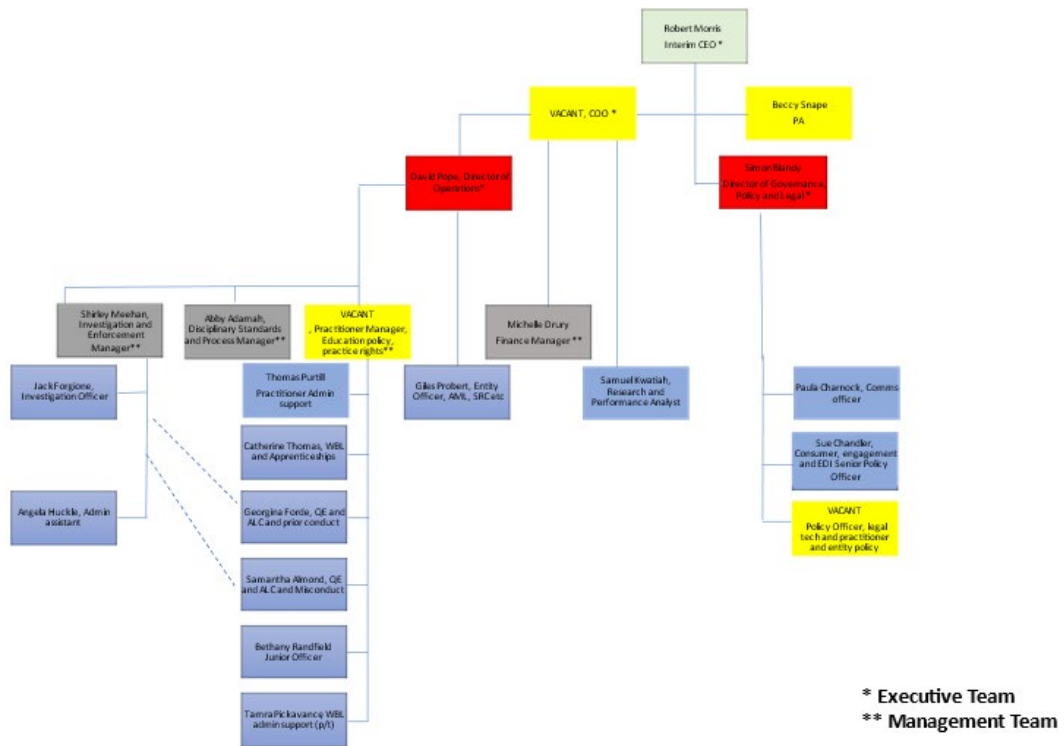 Robert Morris
Interim CEO *
VACANT, COO *
Beccy Snape
PA
David Pope, Director of
Operations*
Simon Blandy
Director of Governance,
Policy and Legal *
Shirley Meehan,
Investigation and
Enforcement
Manager**
Abby Adamah,
Disciplinary Standards
and Process Manager**
VACANT
, Practitioner Manager,
Education policy,
practice rights**
Michelle Drury
Finance Manager **
Jack Forgione,
Investigation Officer
Thomas Purtill
Practitioner Admin
support
Giles Probert, Entity
Officer, AML, SRC etc
Samuel Kwatiah,
Research and
Performance Analyst
Paula Charnock, Comms
officer
Catherine Thomas, WBL
and Apprenticeships
Sue Chandler,
Consumer, engagement
and EDI Senior Policy
Officer
Angela Huckle, Admin
assistant
Georgina Forde, QE and
ALC and prior conduct
VACANT
Policy Officer, legal
tech and practitioner
and entity policy
Samantha Almond, QE
and ALC and Misconduct
Bethany Randfield
Junior Officer
Tamra Pickavance, WBL
admin support (p/t)
* Executive Team
** Management Team